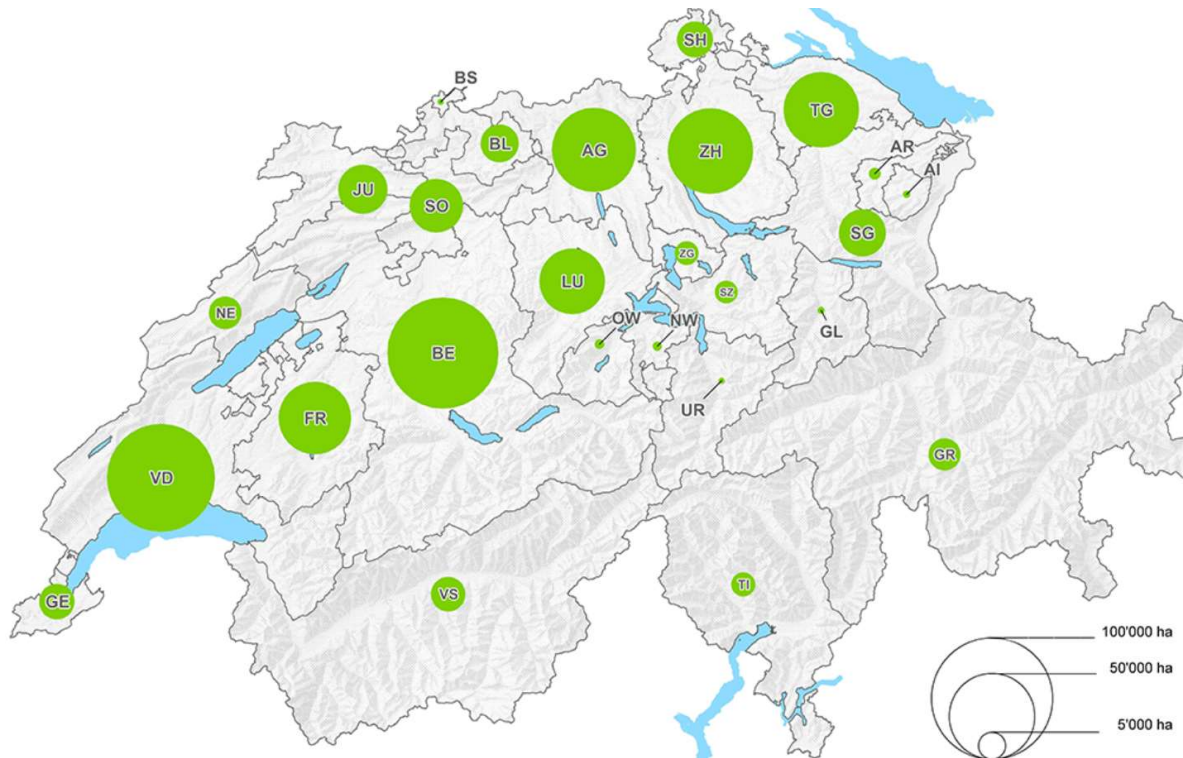 SH
BS
TG
BL
AG
ZH
AR
AI
JU
SO
SG
ZG
LU
SZ
NE
OW
NW
GL
BE
UR
FR
GR
VD
VS
TI
GE
100'000 ha
50'000 ha
5'000 ha